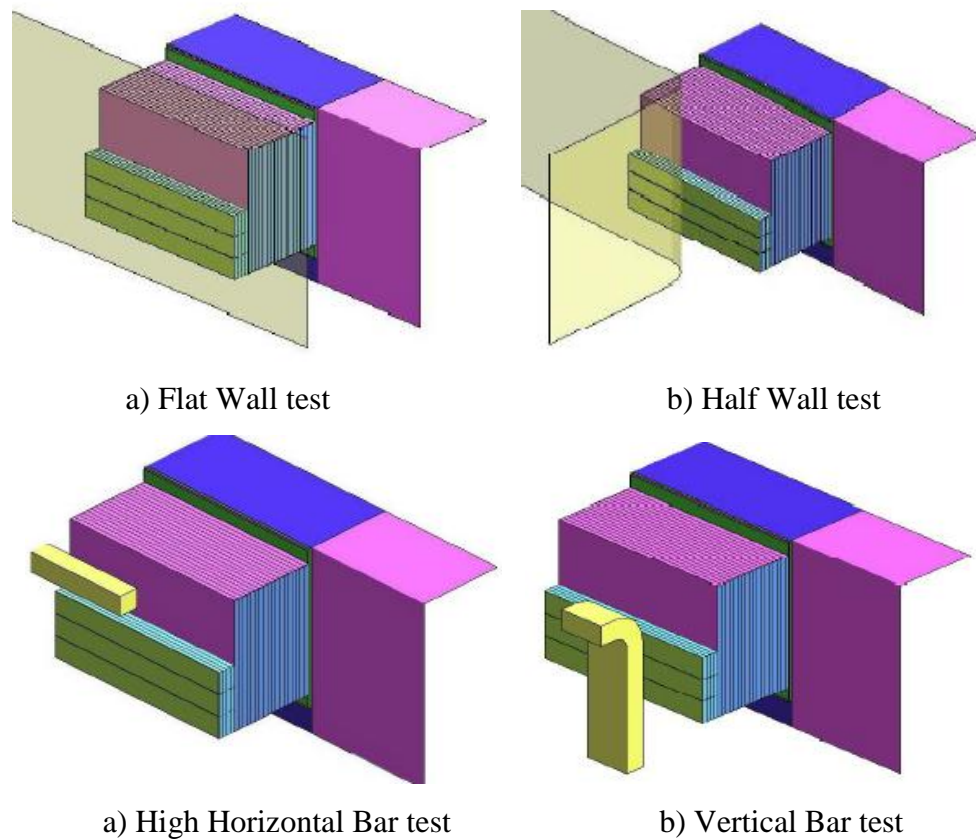 a) Flat Wall test
b) Half Wall test
a) High Horizontal Bar test
b) Vertical Bar test